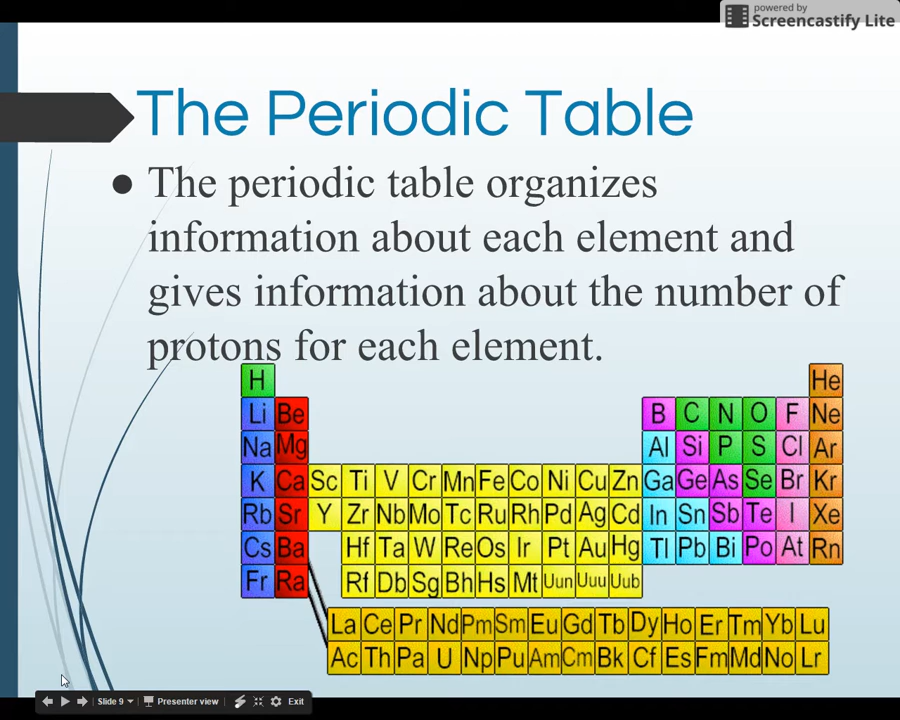 powered by
Screencastify Lite
The Periodic Table
● The periodic table organizes
information about each element and
gives information about the number of
protons for each element.
H He
Li Be B C N O F Ne
Na Mg Al Si P S Cl Ar
K Ca Sc Ti V Cr Mn Fe Co Ni Cu Zn Ga Ge As Se Br Kr
Rb Sr Y Zr Nb Mo Tc Ru Rh Pd Ag Cd In Sn Sb Te I Xe
Cs Ba Hf Ta W Re Os Ir Pt Au Hg Tl Pb Bi Po At Rn
Fr Ra Rf Db Sg Bh Hs Mt Uun Uuu Uub
La Ce Pr Nd Pm Sm Eu Gd Tb Dy Ho Er Tm Yb Lu
Ac Th Pa U Np Pu Am Cm Bk Cf Es Fm Md No Lr
Slide 9 Presenter view Exit